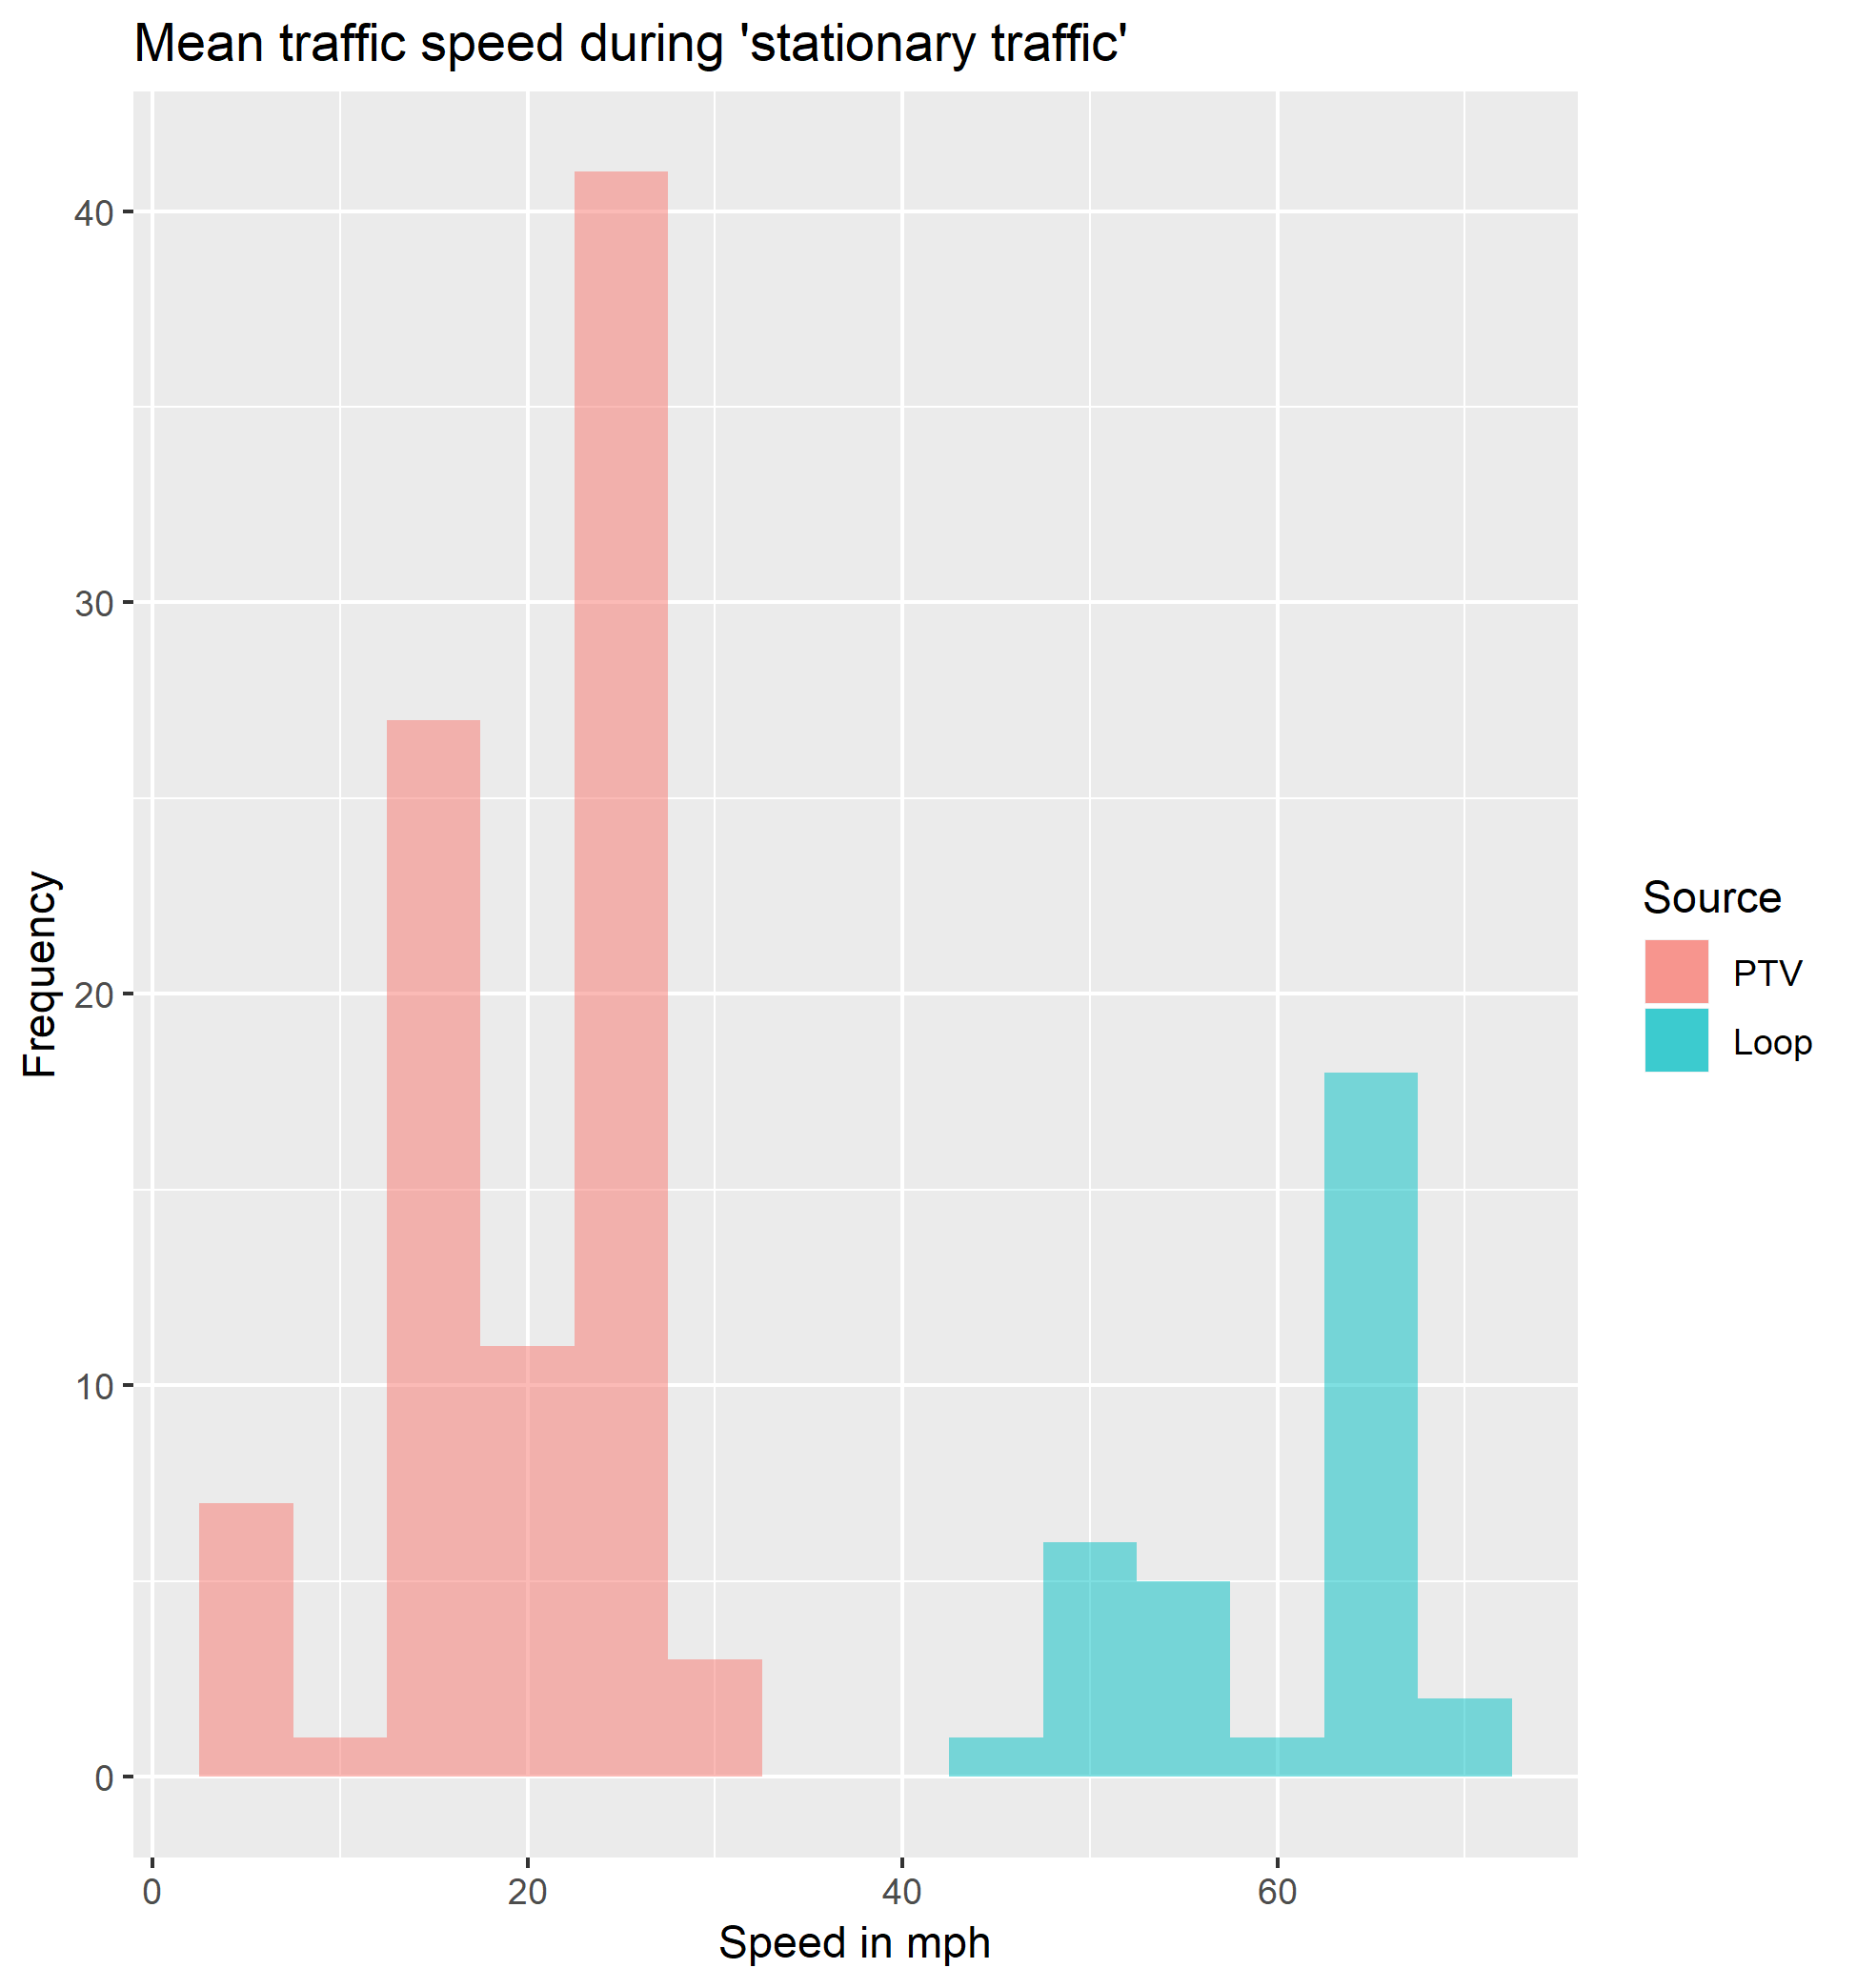 Mean traffic speed during 'stationary traffic'
40
30
20
10
0
Frequency
0 20 40 60
Speed in mph
Source
PTV
Loop